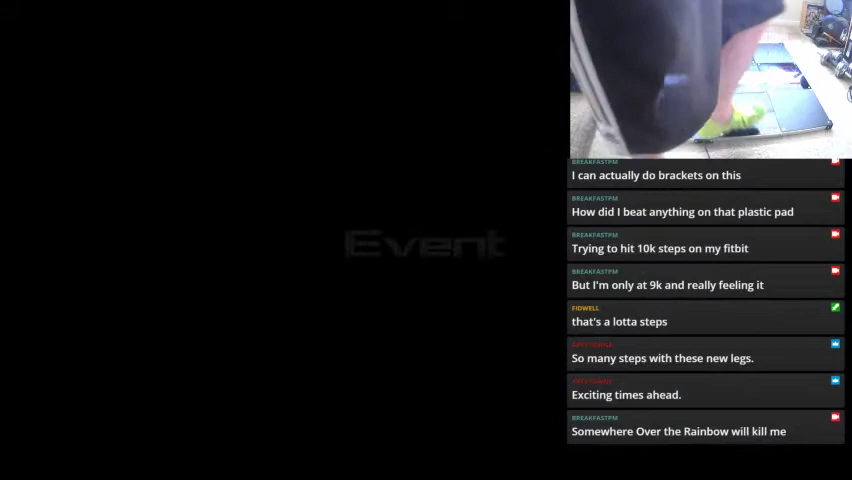 Event
BREAKFASTPM
I can actually do brackets on this
BREAKFASTPM
How did I beat anything on that plastic pad
BREAKFASTPM
Trying to hit 10k steps on my fitbit
BREAKFASTPM
But I'm only at 9k and really feeling it
FIDWELL
that's a lotta steps
So many steps with these new legs.
Exciting times ahead.
BREAKFASTPM
Somewhere Over the Rainbow will kill me